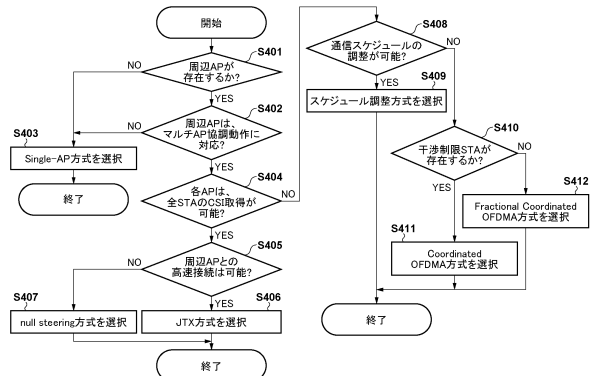 開始
S401
周辺APが
存在するか?
NO
YES
S402
周辺APは、
マルチAP協調動作に
対応?
NO
YES
S403
Single-AP方式を選択
終了
S404
各APは、
全STAのCSI取得が
可能?
NO
YES
S405
周辺APとの
高速接続は可能?
NO
YES
S407
null steering方式を選択
S406
JTX方式を選択
終了
S408
通信スケジュールの
調整が可能?
NO
YES
S409
スケジュール調整方式を選択
S410
干渉制限STAが
存在するか?
NO
YES
S412
Fractional Coordinated
OFDMA方式を選択
S411
Coordinated
OFDMA方式を選択
終了